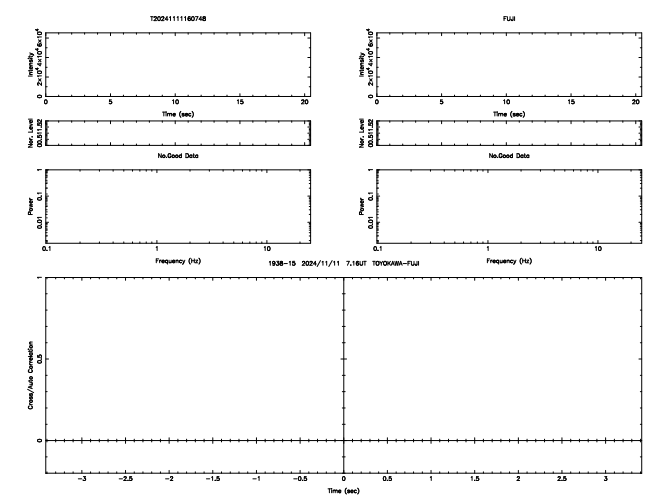 T20241111160748
FUJI
Intensity
0 2×10⁴ 4×10⁴ 6×10⁴
0 5 10 15 20
Time (sec)
Intensity
0 2×10⁴ 4×10⁴ 6×10⁴
0 5 10 15 20
Time (sec)
Nor. Level
00.511.52
Nor. Level
00.511.52
No.Good Data
No.Good Data
Power
0.01 0.1 1
0.1 1 10
Frequency (Hz)
Power
0.01 0.1 1
0.1 1 10
Frequency (Hz)
1938-15 2024/11/11 7.16UT TOYOKAWA-FUJI
Cross/Auto Correlation
0 0.5 1
-3 -2.5 -2 -1.5 -1 -0.5 0 0.5 1 1.5 2 2.5 3
Time (sec)